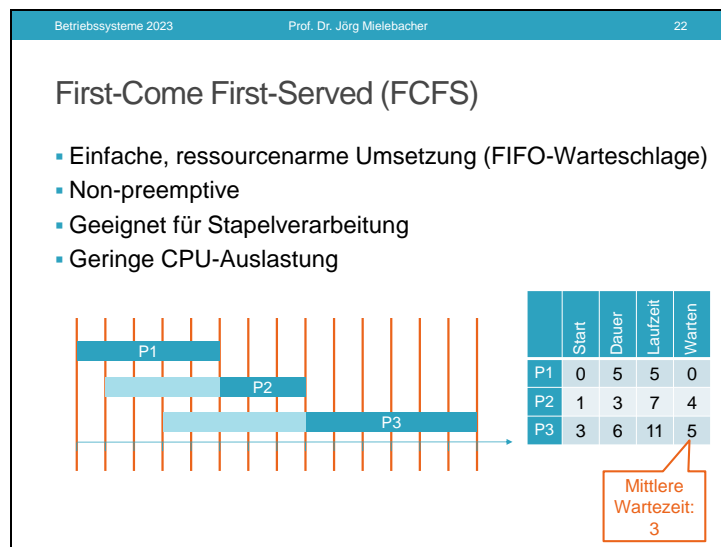 Betriebssysteme 2023 Prof. Dr. Jörg Mielebacher 22
First-Come First-Served (FCFS)
▪ Einfache, ressourcenarme Umsetzung (FIFO-Warteschlage)
▪ Non-preemptive
▪ Geeignet für Stapelverarbeitung
▪ Geringe CPU-Auslastung
P1
P2
P3
Start Dauer Laufzeit Warten
P1 0 5 5 0
P2 1 3 7 4
P3 3 6 11 5
Mittlere
Wartezeit:
3